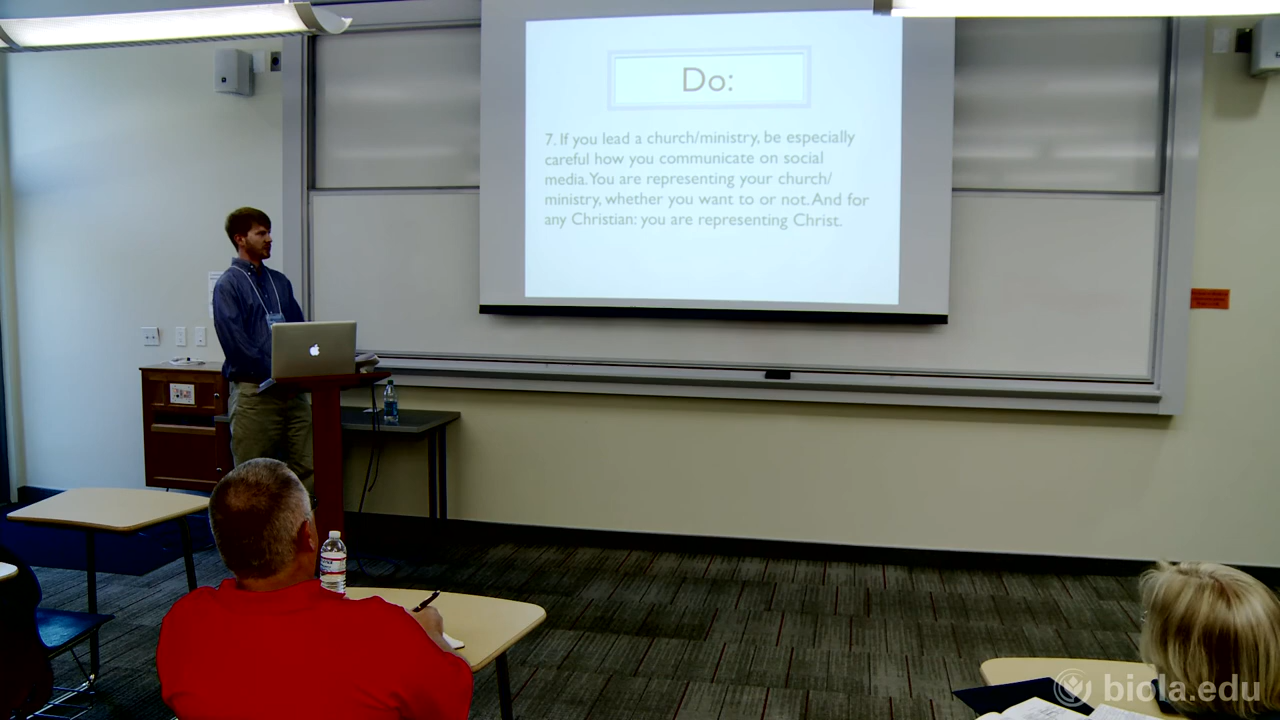 Do:
7. If you lead a church/ministry, be especially
careful how you communicate on social
media. You are representing your church/
ministry, whether you want to or not. And for
any Christian: you are representing Christ.
biola.edu